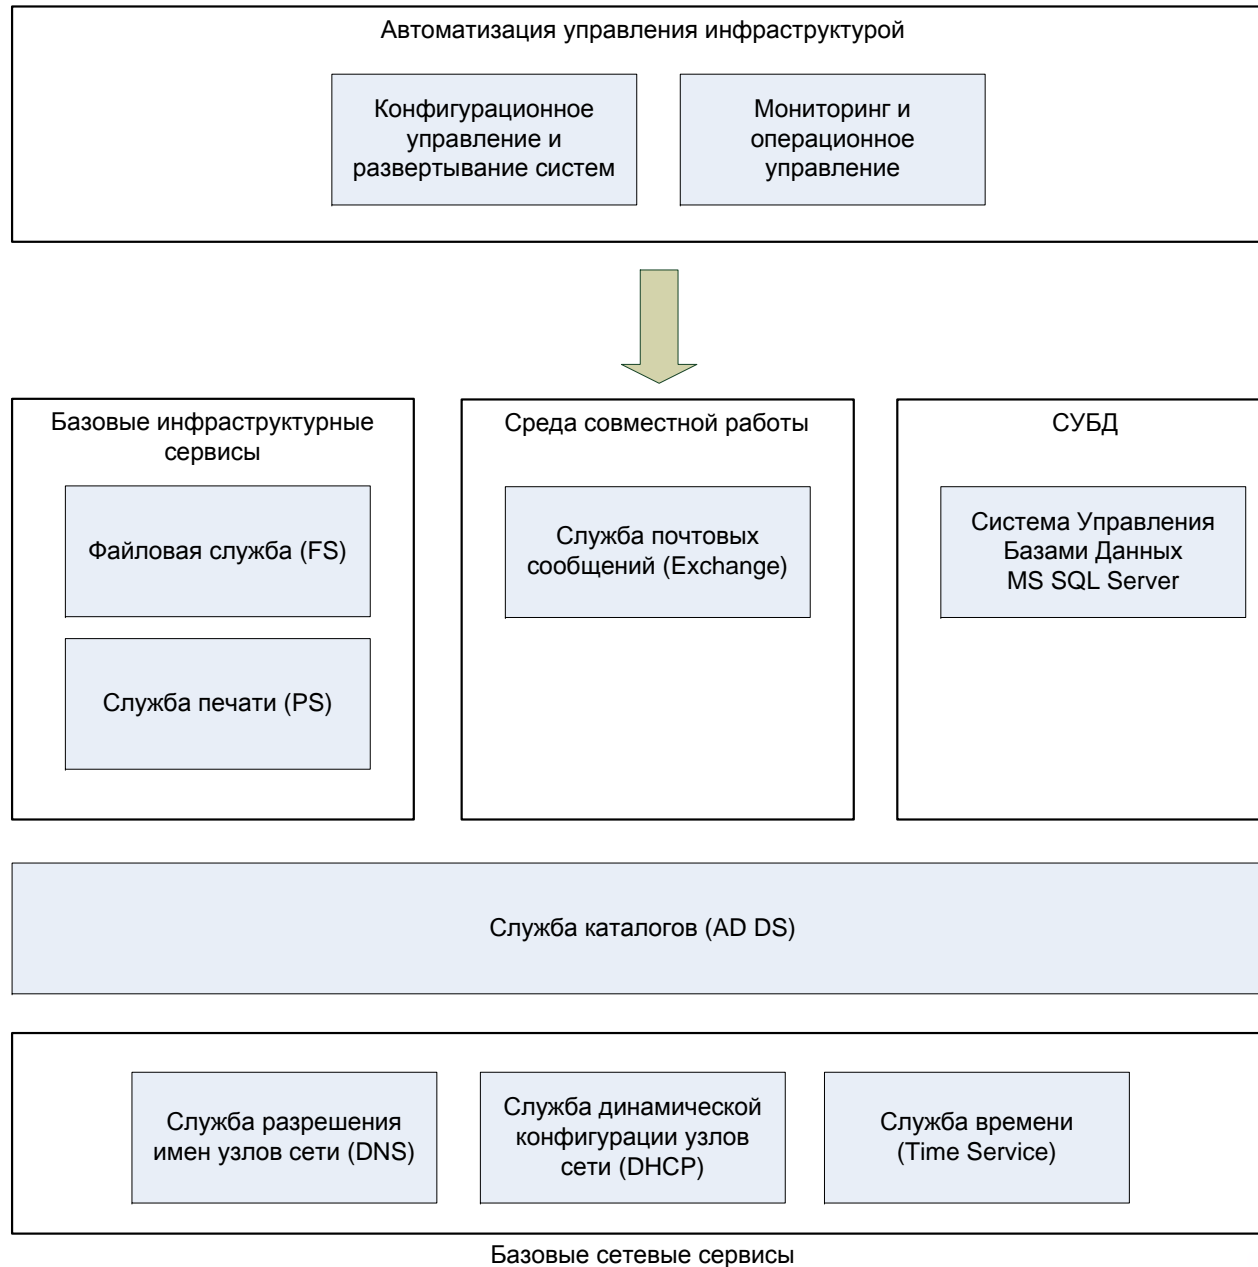 Автоматизация управления инфраструктурой
Конфигурационное
управление и
развертывание систем
Мониторинг и
операционное
управление
Базовые инфраструктурные
сервисы
Файловая служба (FS)
Служба печати (PS)
Среда совместной работы
Служба почтовых
сообщений (Exchange)
СУБД
Система Управления
Базами Данных
MS SQL Server
Служба каталогов (AD DS)
Служба разрешения
имен узлов сети (DNS)
Служба динамической
конфигурации узлов
сети (DHCP)
Служба времени
(Time Service)
Базовые сетевые сервисы